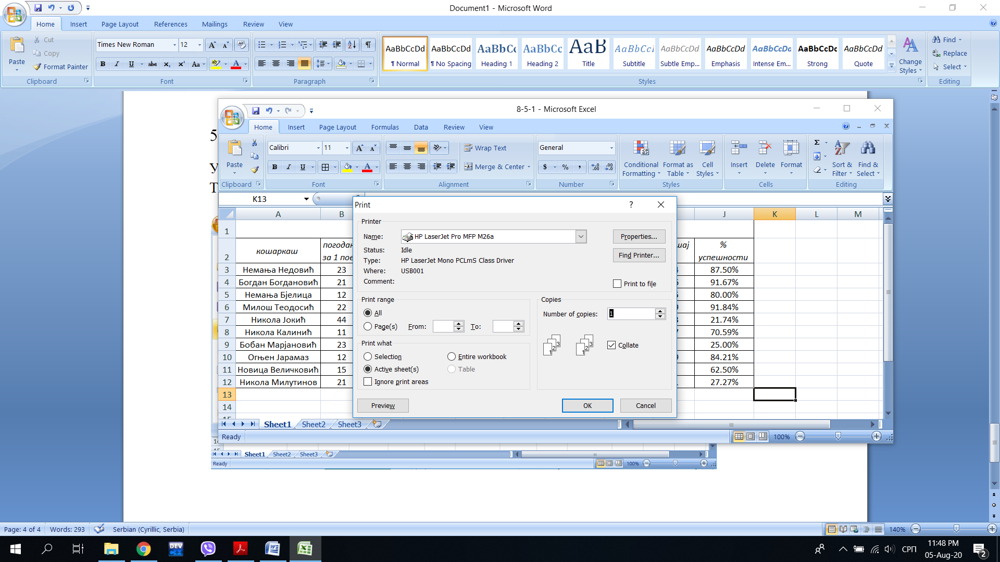 Document1 - Microsoft Word
Home Insert Page Layout References Mailings Review View
Paste
Cut
Copy
Format Painter
Clipboard
Times New Roman 12
Font
Paragraph
AaBbCcDd AaBbCcDd AaBbCc AaBbCc AaB AaBbCcI AaBbCcDd AaBbCcDd AaBbCcDd AaBbCcDd AaBbCcDd
¶ Normal ¶ No Spacing Heading 1 Heading 2 Title Subtitle Subtle Emp... Emphasis Intense Em... Strong Quote
Change Styles
Styles
Find
Replace
Select
Editing
5
У
Т
8-5-1 - Microsoft Excel
Home Insert Page Layout Formulas Data Review View
Paste
Clipboard
Calibri 11
B I U
Font
Wrap Text
Merge & Center
Alignment
General
$ % ,
Number
Conditional Formatting Format as Table Cell Styles
Styles
Insert Delete Format
Cells
Sort & Filter Find & Select
Editing
K13
A B J K L M
1
2 кошаркаш погодак за 1 пое шај % успешности
3 Немања Недовић 23 87.50%
4 Богдан Богдановић 21 91.67%
5 Немања Бјелица 12 80.00%
6 Милош Теодосић 22 91.84%
7 Никола Јокић 44 21.74%
8 Никола Калинић 11 70.59%
9 Бобан Марјановић 23 25.00%
10 Огњен Јарамаз 12 84.21%
11 Новица Величковић 15 62.50%
12 Никола Милутинов 21 27.27%
13
14
Print
Printer
Name: HP LaserJet Pro MFP M26a Properties...
Status: Idle
Type: HP LaserJet Mono PCLmS Class Driver Find Printer...
Where: USB001
Comment:
Print to file
Print range
All
Page(s) From: To:
Copies
Number of copies: 1
Collate
Print what
Selection Entire workbook
Active sheet(s) Table
Ignore print areas
Preview OK Cancel
Sheet1 Sheet2 Sheet3
Ready 100%
Sheet1 Sheet2 Sheet3
Ready 100%
Page: 4 of 4 Words: 293 Serbian (Cyrillic, Serbia) 140%
DEV
СРП
11:48 PM
05-Aug-20
2